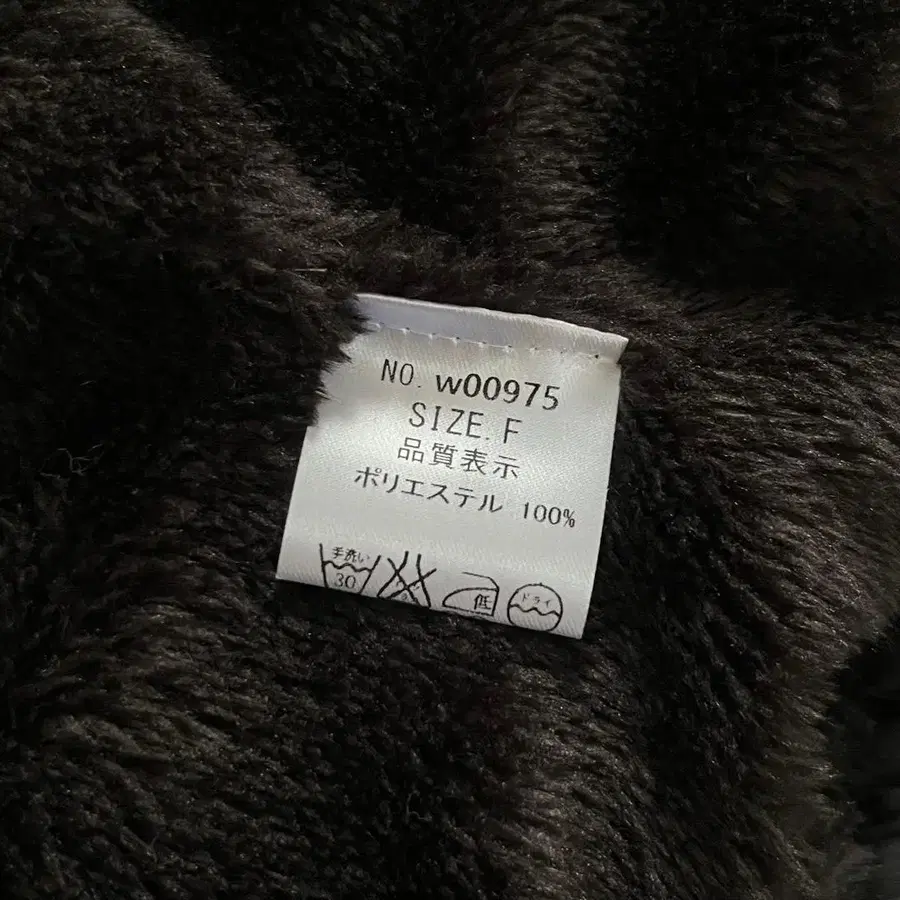 NO. w00975
SIZE. F
品質表示
ポリエステル 100%
手洗い
30
低
ドライ